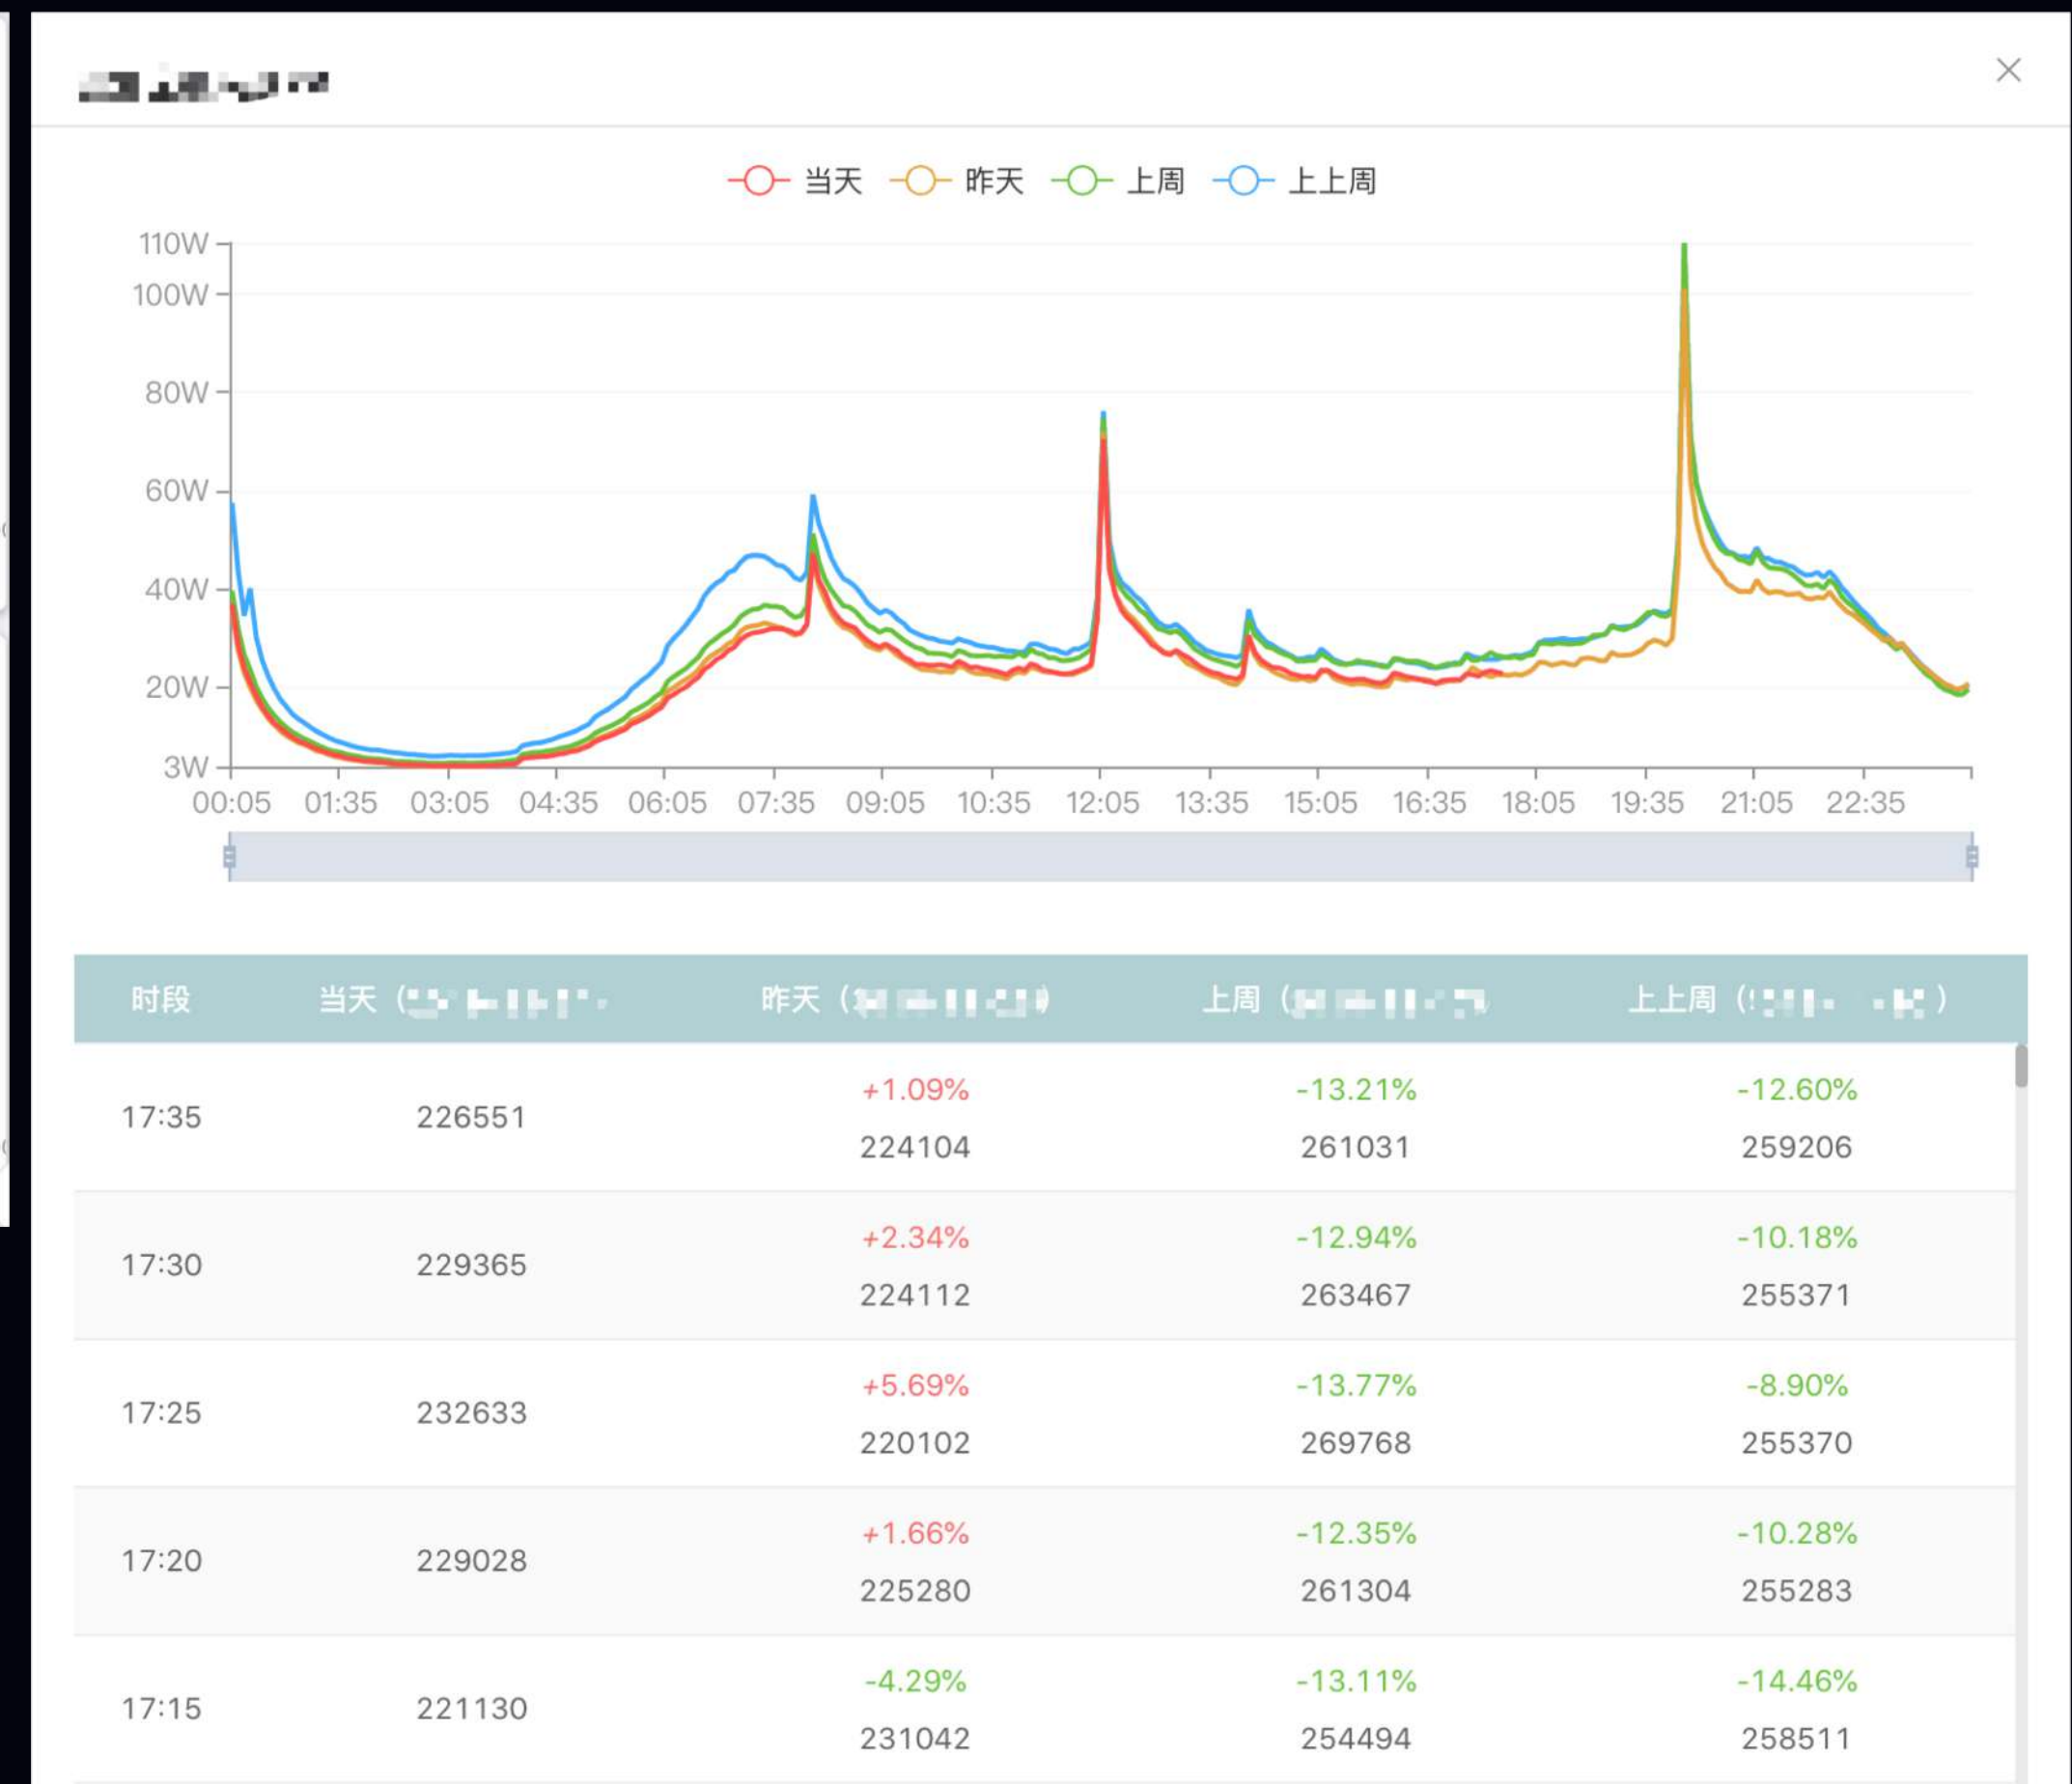 当天 昨天 上周 上上周
110W
100W
80W
60W
40W
20W
3W
00:05 01:35 03:05 04:35 06:05 07:35 09:05 10:35 12:05 13:35 15:05 16:35 18:05 19:35 21:05 22:35
时段 当天 ( 昨天 ( ) 上周 ( 上上周 ( )
+1.09% -13.21% -12.60%
17:35 226551
224104 261031 259206
+2.34% -12.94% -10.18%
17:30 229365
224112 263467 255371
+5.69% -13.77% -8.90%
17:25 232633
220102 269768 255370
+1.66% -12.35% -10.28%
17:20 229028
225280 261304 255283
-4.29% -13.11% -14.46%
17:15 221130
231042 254494 258511